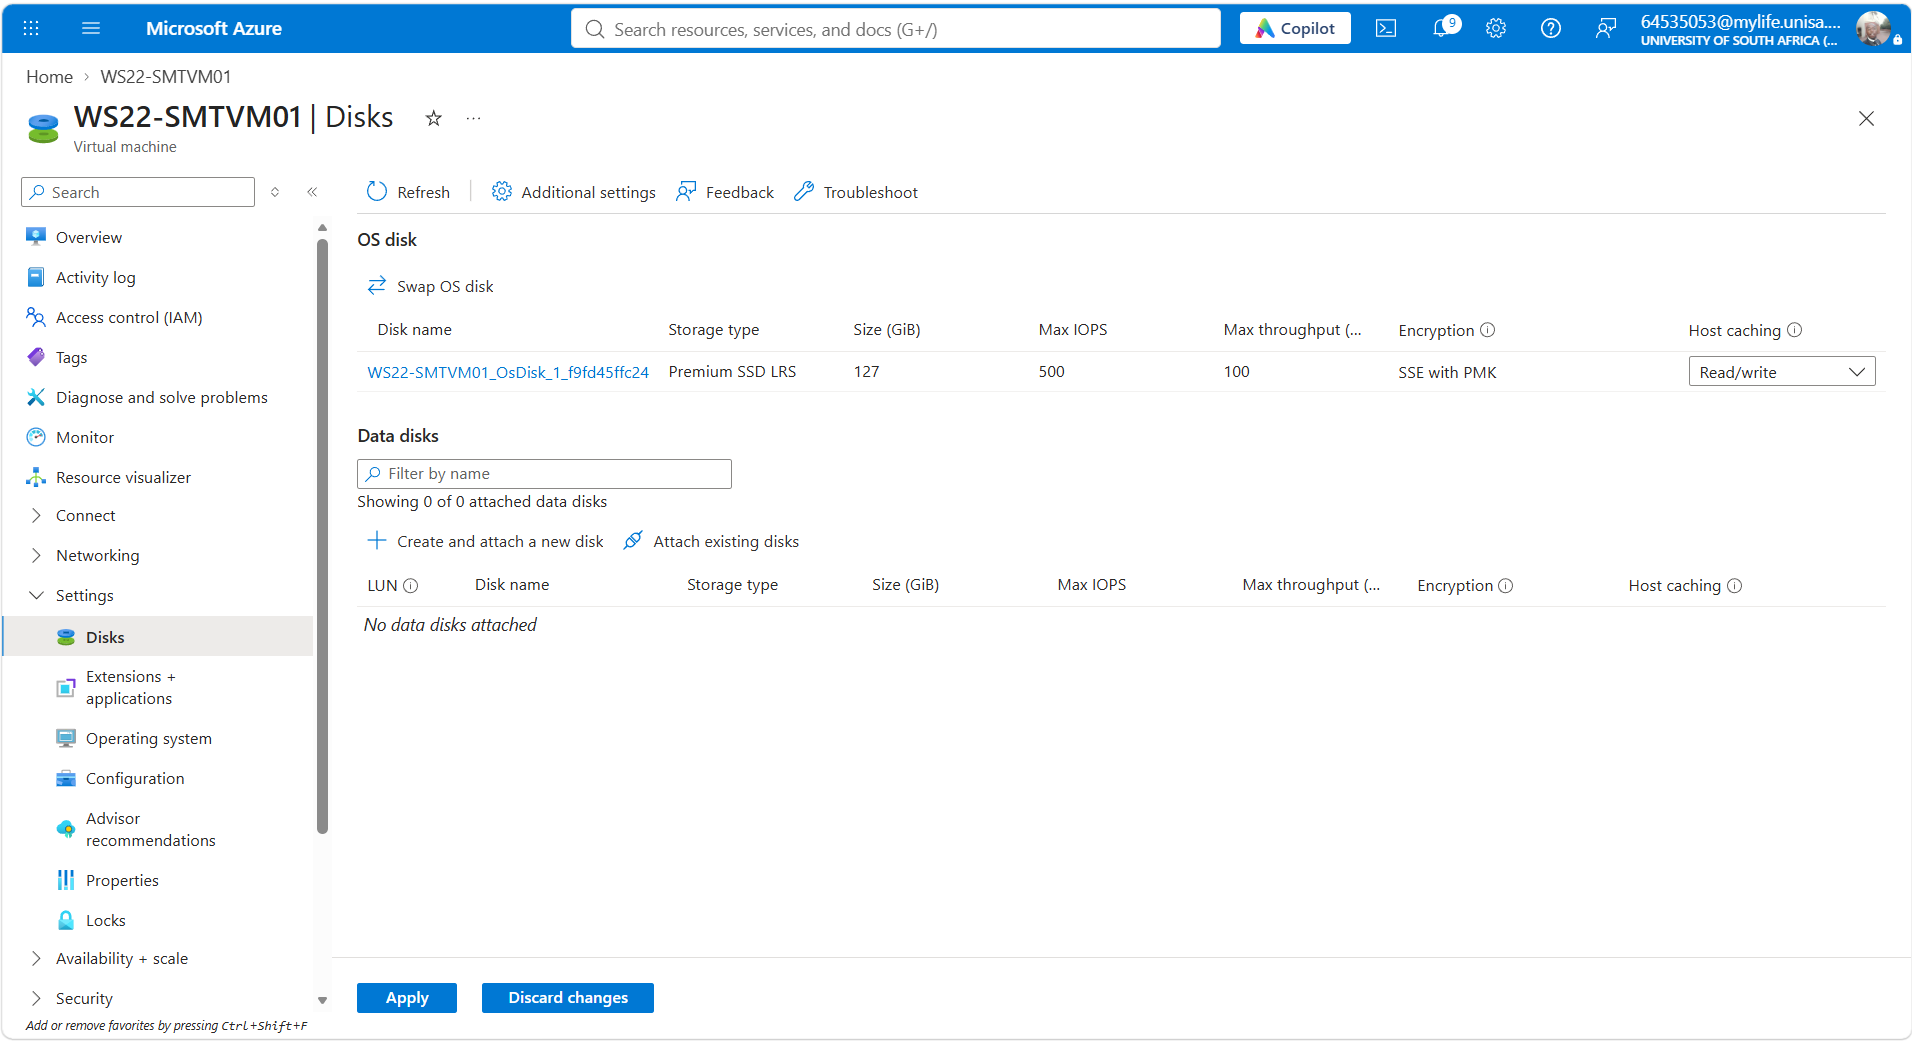 Microsoft Azure
Search resources, services, and docs (G+/)
Copilot
9
64535053@mylife.unisa....
UNIVERSITY OF SOUTH AFRICA (...
Home > WS22-SMTVM01
WS22-SMTVM01 | Disks
Virtual machine
Search
Overview
Activity log
Access control (IAM)
Tags
Diagnose and solve problems
Monitor
Resource visualizer
Connect
Networking
Settings
Disks
Extensions +
applications
Operating system
Configuration
Advisor
recommendations
Properties
Locks
Availability + scale
Security
Add or remove favorites by pressing Ctrl+Shift+F
Refresh Additional settings Feedback Troubleshoot
OS disk
Swap OS disk
Disk name Storage type Size (GiB) Max IOPS Max throughput (... Encryption Host caching
WS22-SMTVM01_OsDisk_1_f9fd45ffc24 Premium SSD LRS 127 500 100 SSE with PMK Read/write
Data disks
Filter by name
Showing 0 of 0 attached data disks
Create and attach a new disk Attach existing disks
LUN Disk name Storage type Size (GiB) Max IOPS Max throughput (... Encryption Host caching
No data disks attached
Apply Discard changes